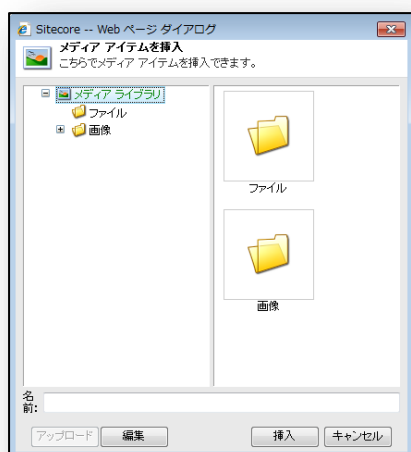 Sitecore -- Web ページ ダイアログ
メディア アイテムを挿入
こちらでメディア アイテムを挿入できます。
メディア ライブラリ
ファイル
画像
ファイル
画像
名前:
アップロード
編集
挿入
キャンセル